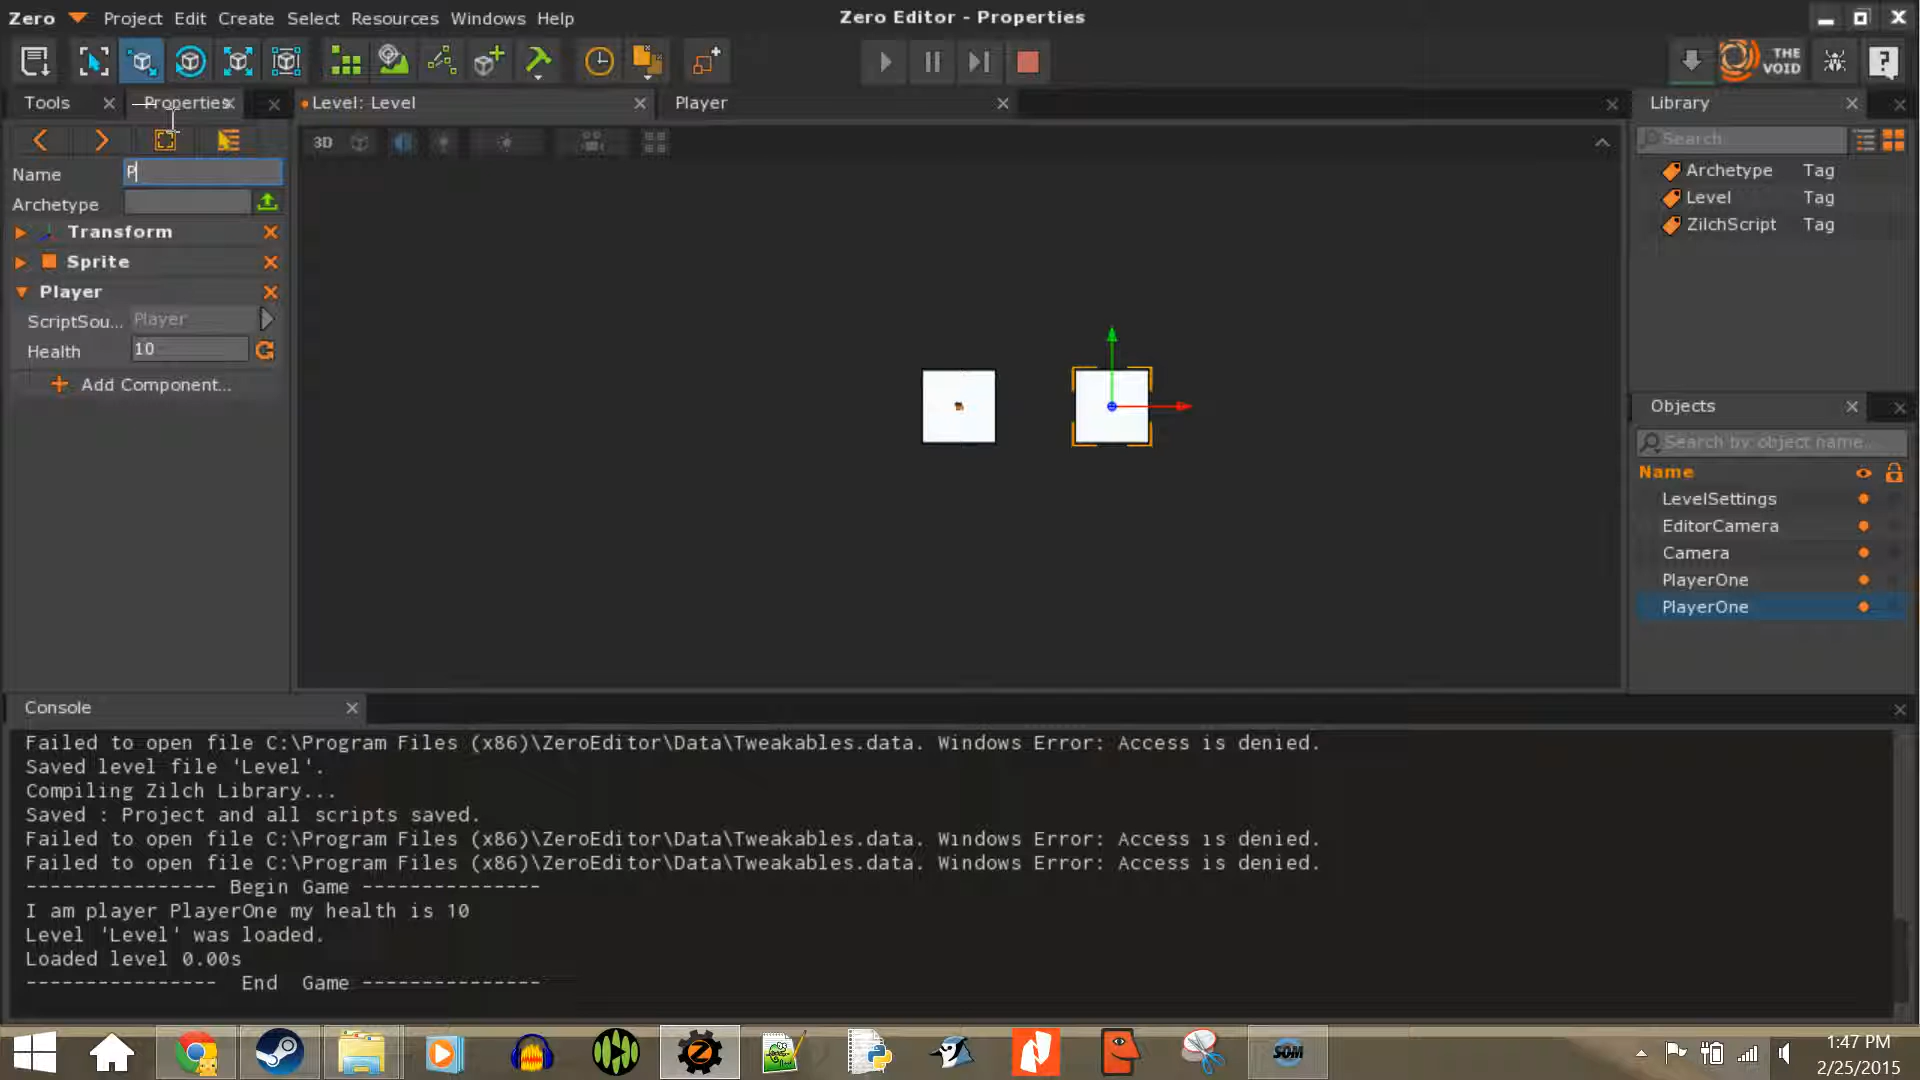 Zero Project Edit Create Select Resources Windows Help
Zero Editor - Properties
THE VOID
Tools Properties
Level: Level
Player
Library
3D
Search
Name P
Archetype
Archetype Tag
Level Tag
ZilchScript Tag
Transform
Sprite
Player
ScriptSou... Player
Health 10
Add Component...
Objects
Search by object name...
Name
LevelSettings
EditorCamera
Camera
PlayerOne
PlayerOne
Console
Failed to open file C:\Program Files (x86)\ZeroEditor\Data\Tweakables.data. Windows Error: Access is denied.
Saved level file 'Level'.
Compiling Zilch Library...
Saved : Project and all scripts saved.
Failed to open file C:\Program Files (x86)\ZeroEditor\Data\Tweakables.data. Windows Error: Access is denied.
Failed to open file C:\Program Files (x86)\ZeroEditor\Data\Tweakables.data. Windows Error: Access is denied.
---------------- Begin Game ---------------
I am player PlayerOne my health is 10
Level 'Level' was loaded.
Loaded level 0.00s
---------------- End Game ---------------
SOM
1:47 PM
2/25/2015